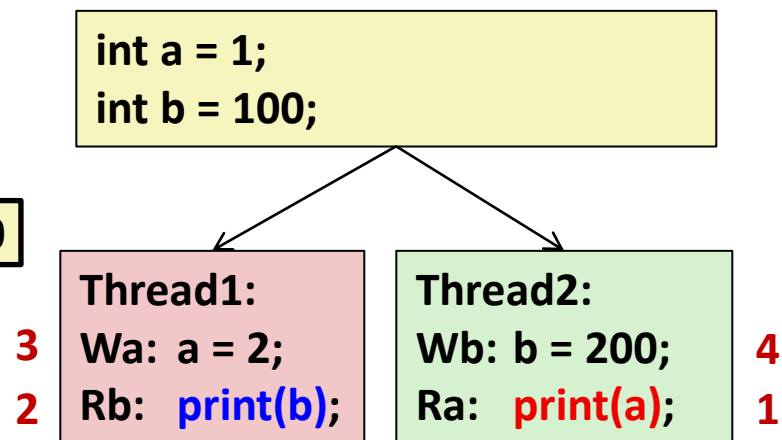 int a = 1;
int b = 100;
Thread1:
3 Wa: a = 2;
2 Rb: print(b);
Thread2:
Wb: b = 200; 4
Ra: print(a); 1